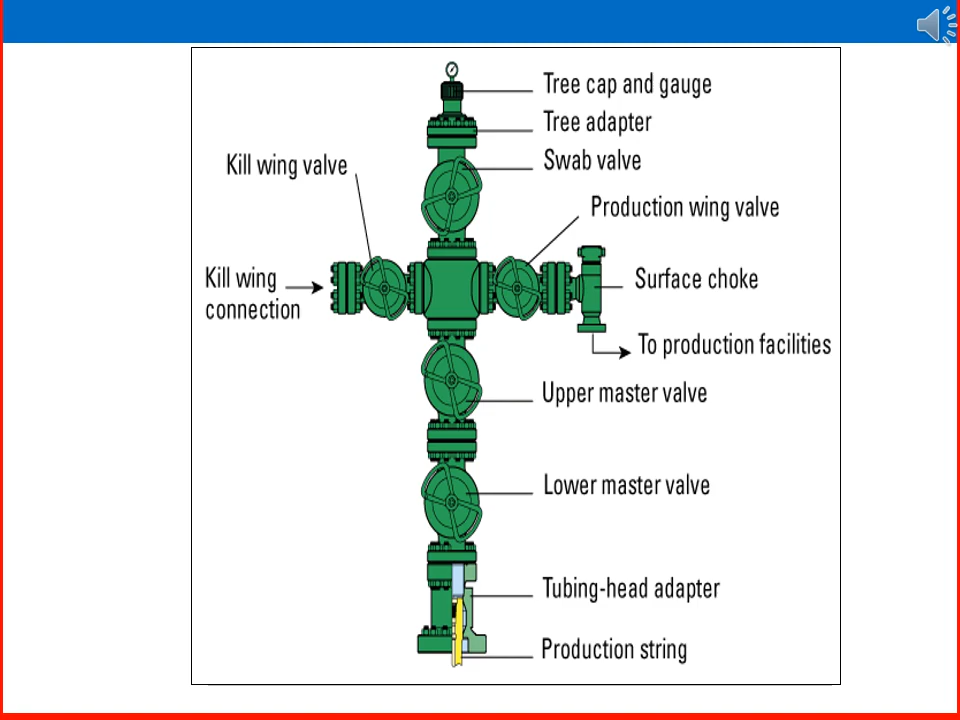 Tree cap and gauge
Tree adapter
Swab valve
Kill wing valve
Production wing valve
Kill wing
connection
Surface choke
To production facilities
Upper master valve
Lower master valve
Tubing-head adapter
Production string